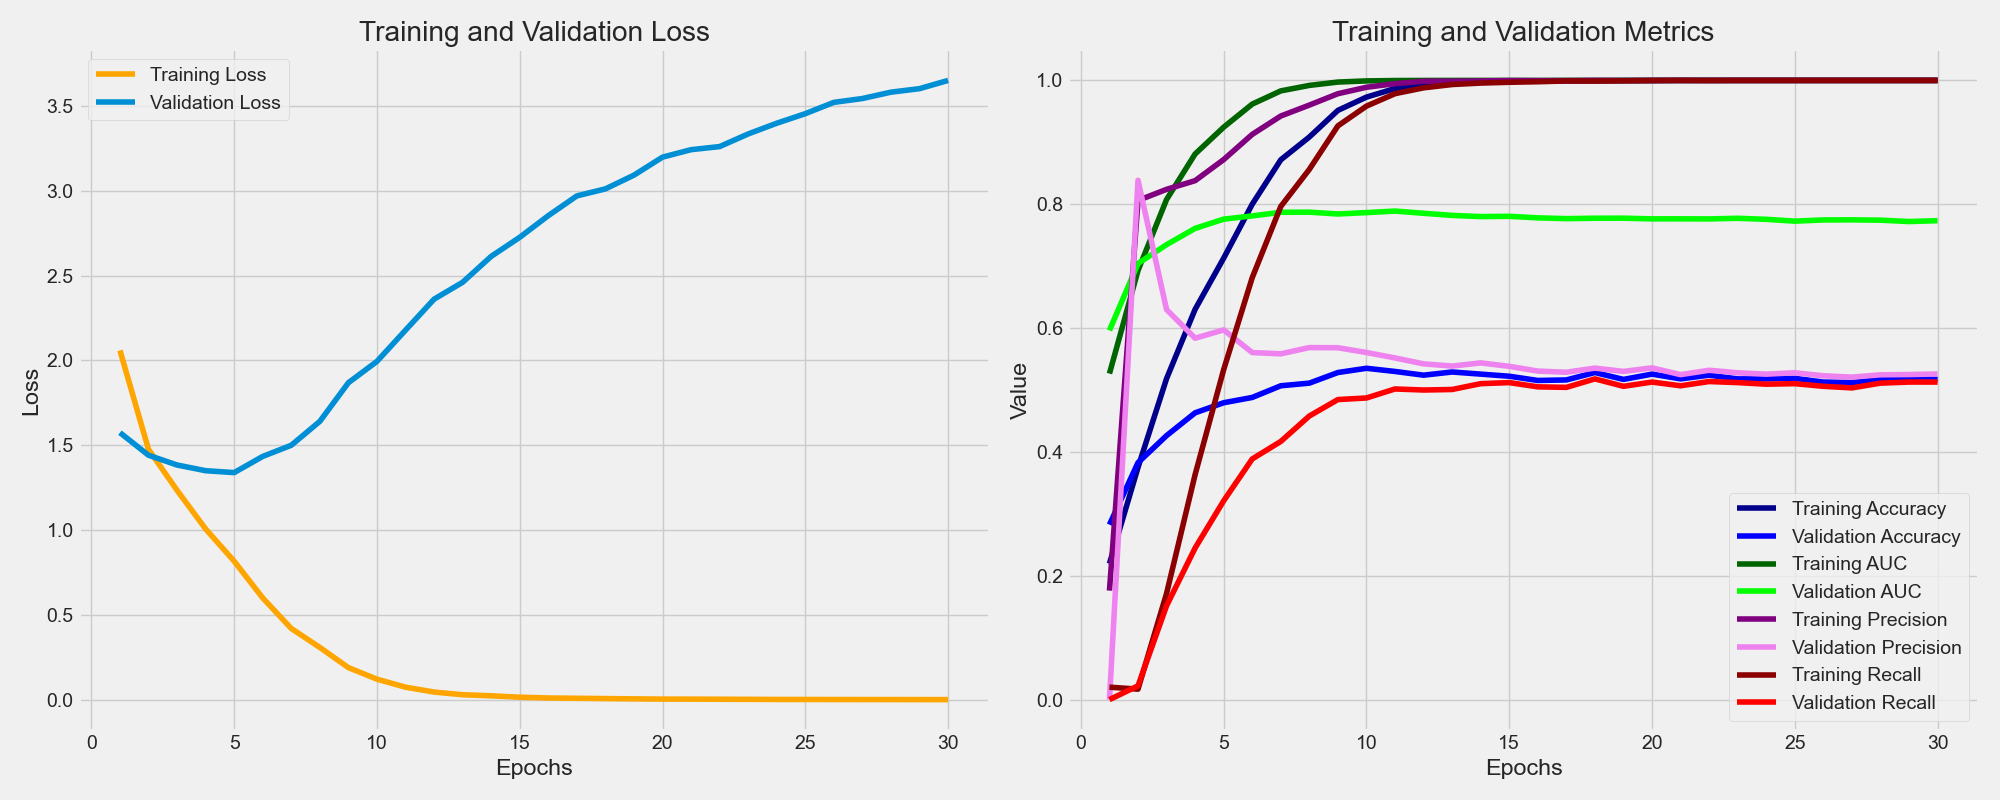 Training and Validation Loss
Training Loss
Validation Loss
Loss
3.5
3.0
2.5
2.0
1.5
1.0
0.5
0.0
0 5 10 15 20 25 30
Epochs
Training and Validation Metrics
Value
1.0
0.8
0.6
0.4
0.2
0.0
Training Accuracy
Validation Accuracy
Training AUC
Validation AUC
Training Precision
Validation Precision
Training Recall
Validation Recall
0 5 10 15 20 25 30
Epochs